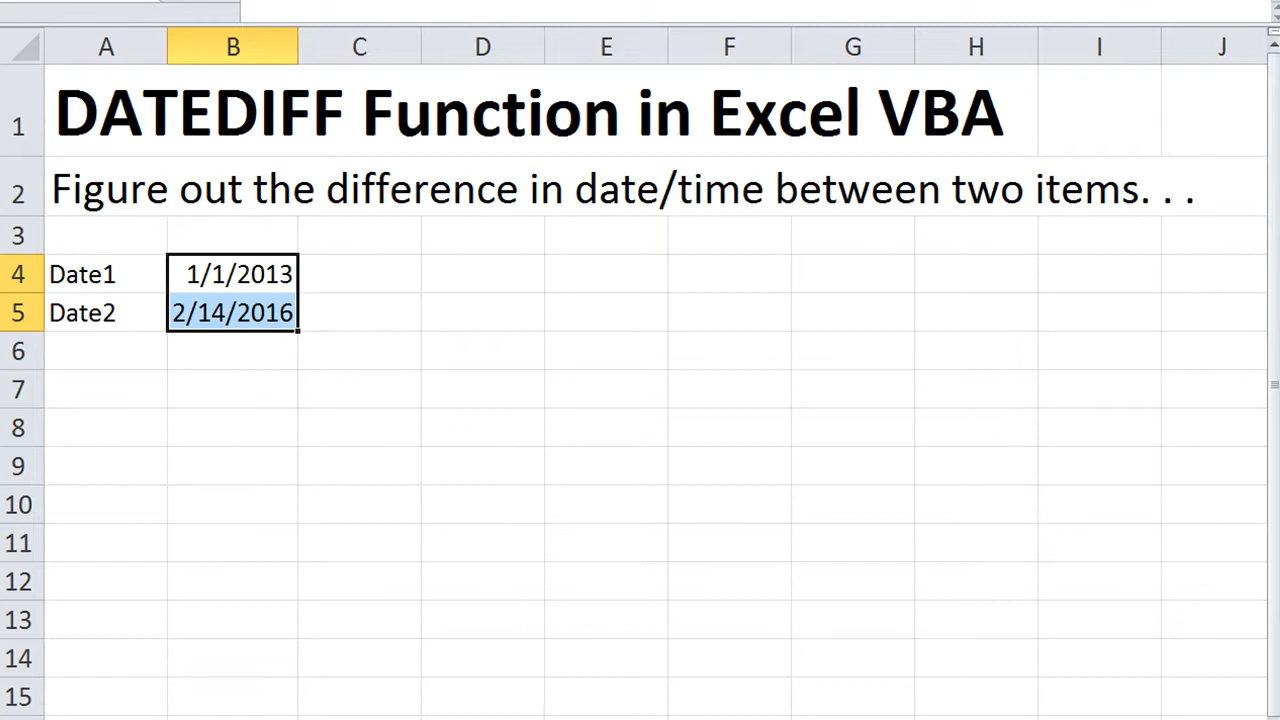 A B C D E F G H I J
1 DATEDIFF Function in Excel VBA
2 Figure out the difference in date/time between two items. . .
3
4 Date1 1/1/2013
5 Date2 2/14/2016
6
7
8
9
10
11
12
13
14
15